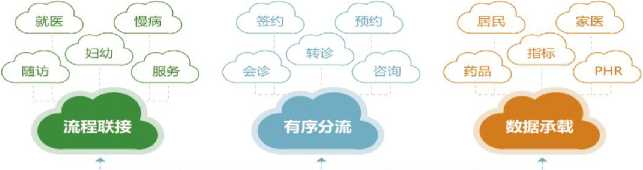 就医
慢病
妇幼
随访
服务
流程联接
签约
预约
转诊
会诊
咨询
有序分流
居民
家医
指标
药品
PHR
数据承载